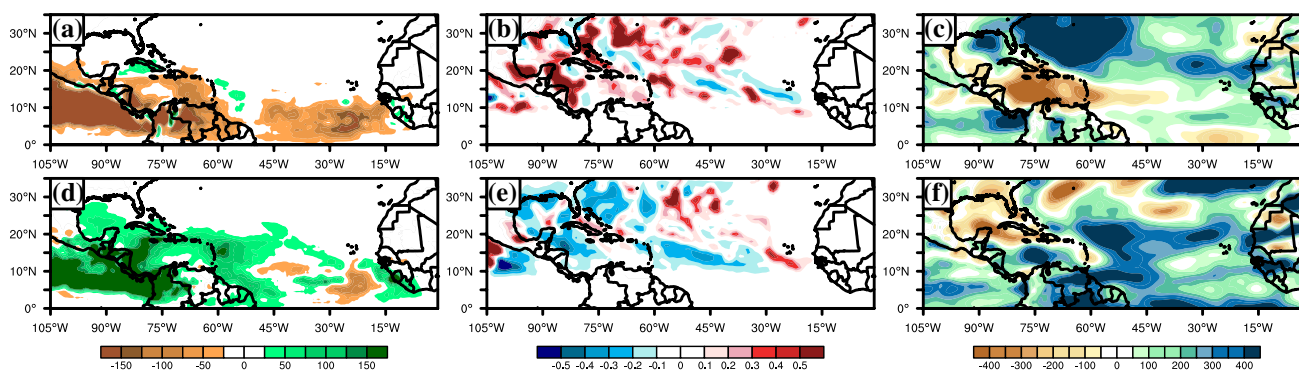 (a) (b) (c)
30°N 30°N 30°N
20°N 20°N 20°N
10°N 10°N 10°N
0° 0° 0°
105°W 90°W 75°W 60°W 45°W 30°W 15°W 105°W 90°W 75°W 60°W 45°W 30°W 15°W 105°W 90°W 75°W 60°W 45°W 30°W 15°W
(d) (e) (f)
30°N 30°N 30°N
20°N 20°N 20°N
10°N 10°N 10°N
0° 0° 0°
105°W 90°W 75°W 60°W 45°W 30°W 15°W 105°W 90°W 75°W 60°W 45°W 30°W 15°W 105°W 90°W 75°W 60°W 45°W 30°W 15°W
-150 -100 -50 0 50 100 150 -0.5 -0.3 -0.2 -0.1 0 0.1 0.2 0.3 0.4 0.5 -400 -300 -200 -100 0 100 200 300 400